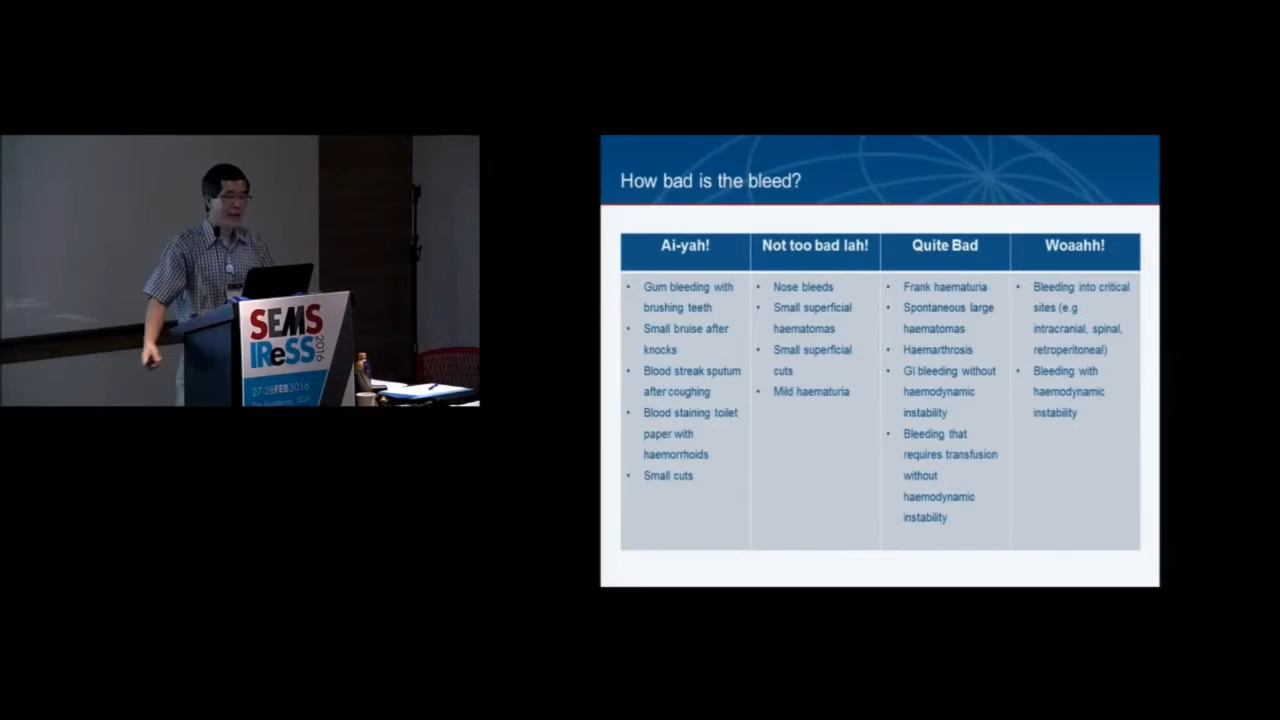 SEMS
IReSS
2016
27-28FEB2016
The Academia, SGH
How bad is the bleed?
Ai-yah!
• Gum bleeding with
brushing teeth
• Small bruise after
knocks
• Blood streak sputum
after coughing
• Blood staining toilet
paper with
haemorrhoids
• Small cuts
Not too bad lah!
• Nose bleeds
• Small superficial
haematomas
• Small superficial
cuts
• Mild haematuria
Quite Bad
• Frank haematuria
• Spontaneous large
haematomas
• Haemarthrosis
• GI bleeding without
haemodynamic
instability
• Bleeding that
requires transfusion
without
haemodynamic
instability
Woaahh!
• Bleeding into critical
sites (e.g
intracranial, spinal,
retroperitoneal)
• Bleeding with
haemodynamic
instability